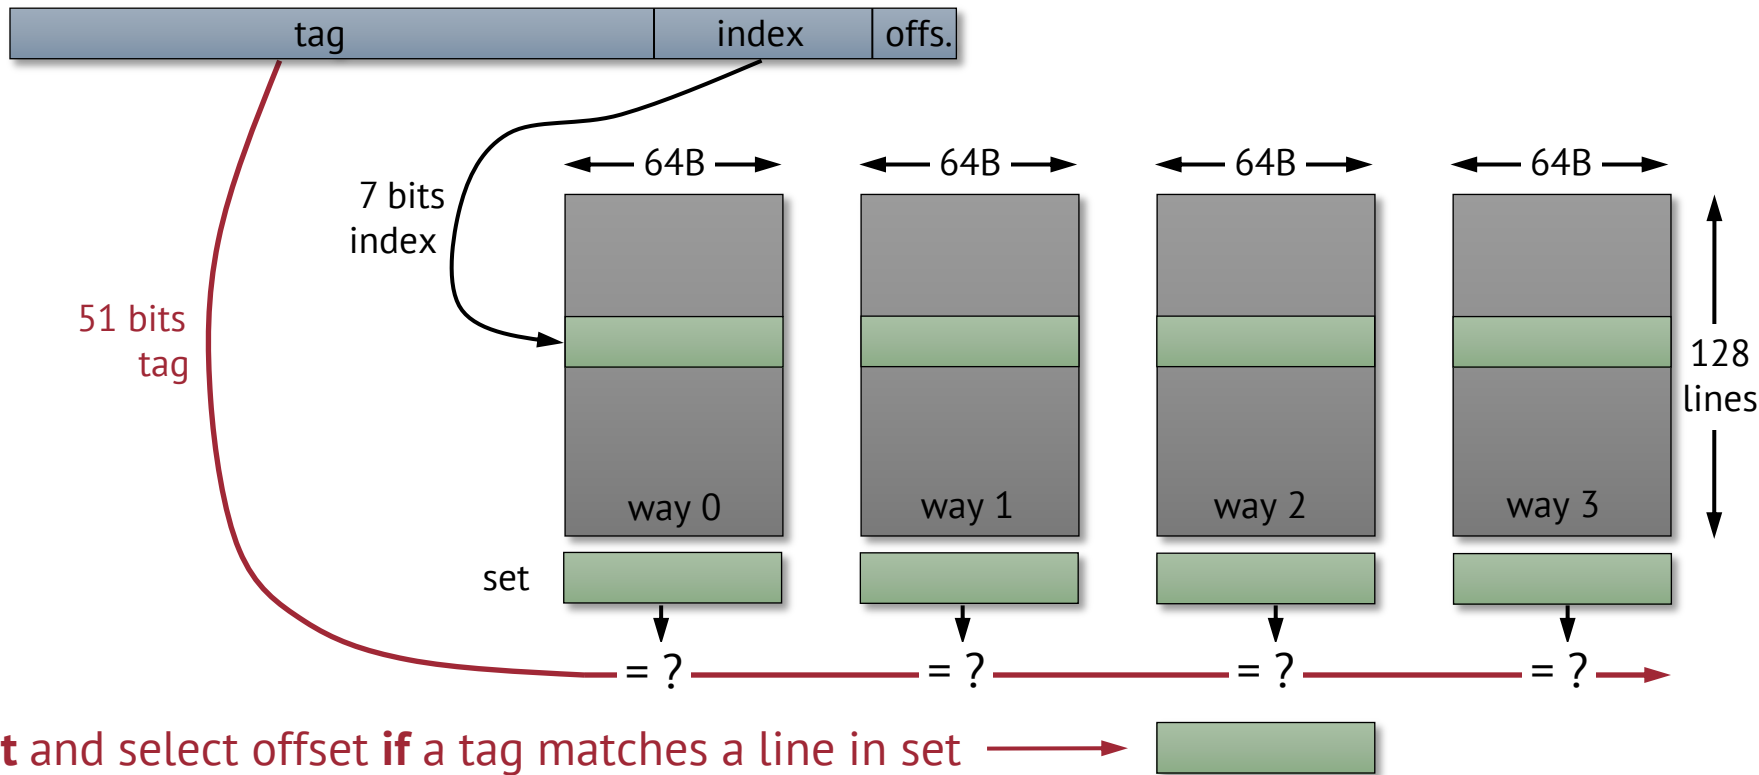 tag index offs.
64B 64B 64B 64B
7 bits
index
51 bits
tag
128
lines
way 0 way 1 way 2 way 3
set
= ? = ? = ? = ?
t and select offset if a tag matches a line in set